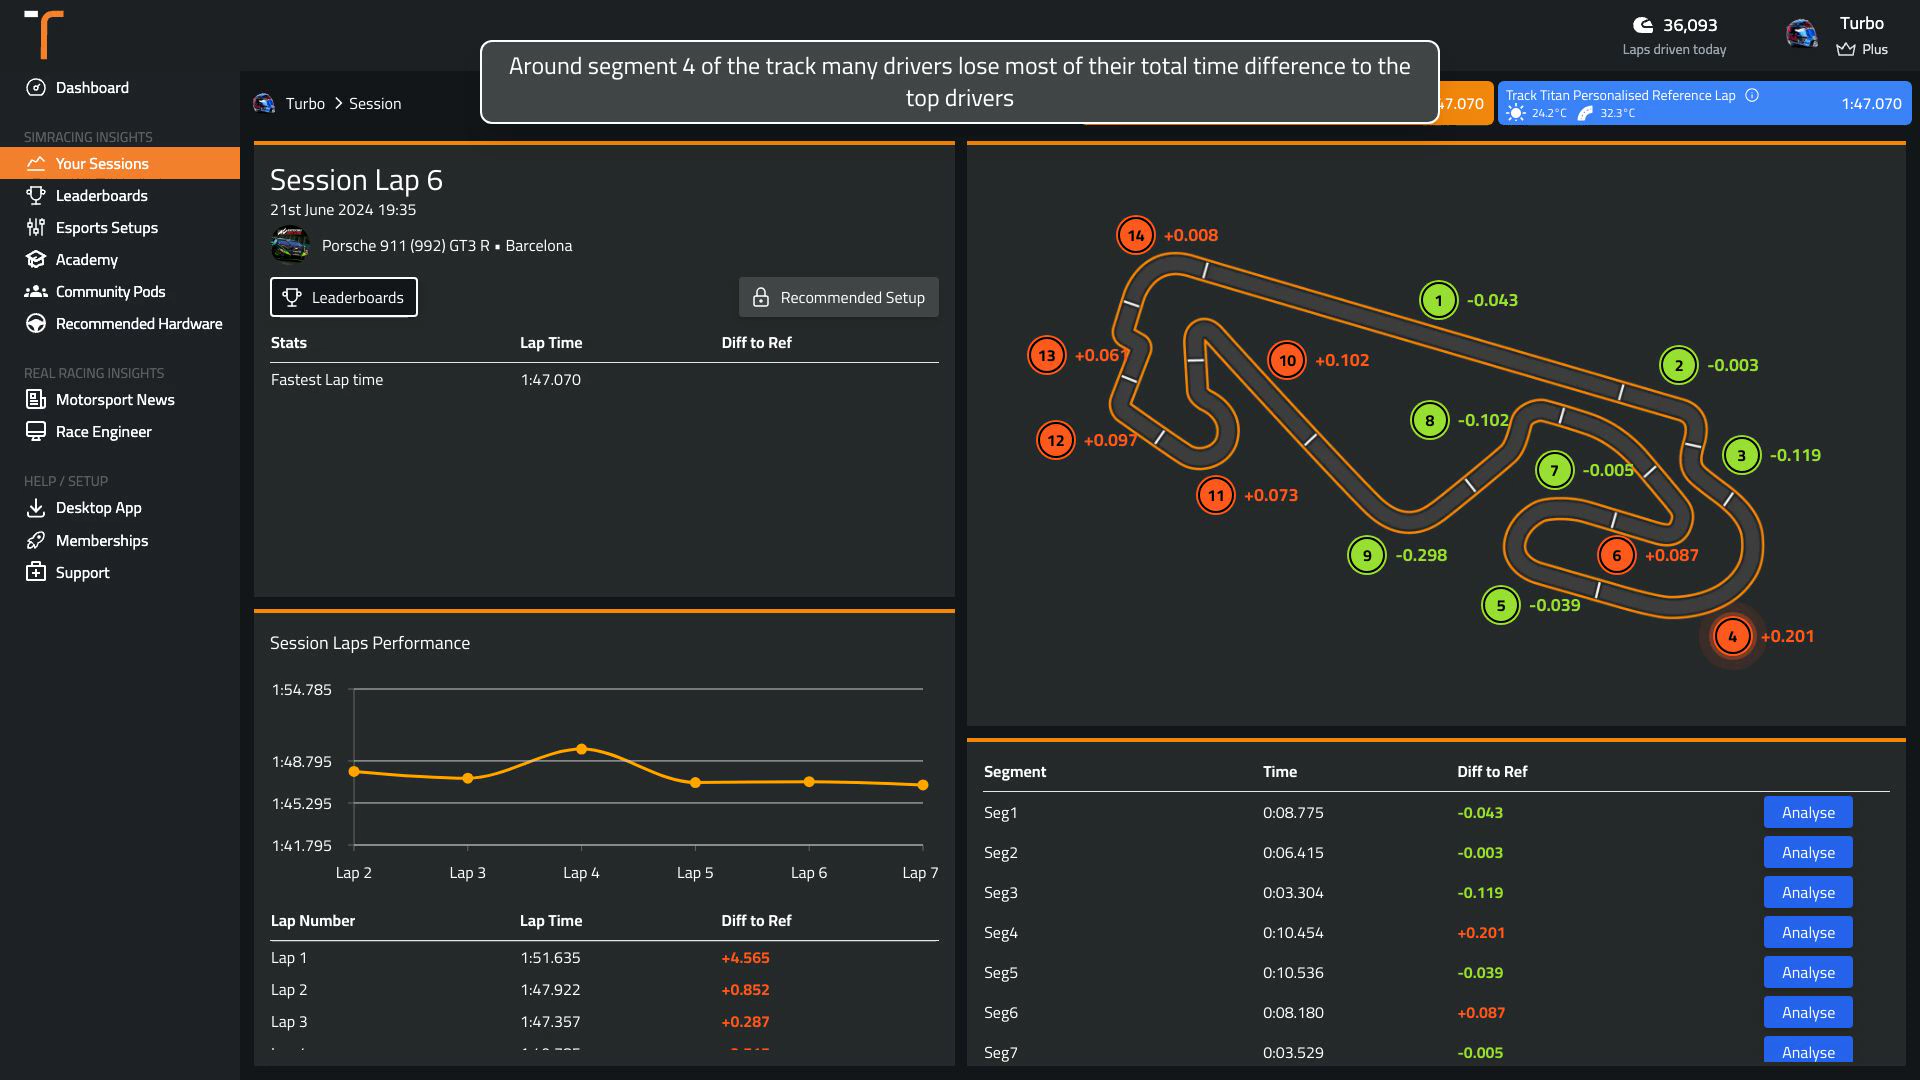 36,093
Laps driven today
Turbo
Plus
Around segment 4 of the track many drivers lose most of their total time difference to the
top drivers
Dashboard
SIMRACING INSIGHTS
Your Sessions
Leaderboards
Esports Setups
Academy
Community Pods
Recommended Hardware
REAL RACING INSIGHTS
Motorsport News
Race Engineer
HELP / SETUP
Desktop App
Memberships
Support
Turbo > Session
47.070
Track Titan Personalised Reference Lap
24.2°C 32.3°C
1:47.070
Session Lap 6
21st June 2024 19:35
Porsche 911 (992) GT3 R • Barcelona
Leaderboards
Recommended Setup
Stats Lap Time Diff to Ref
Fastest Lap time 1:47.070
14 +0.008
1 -0.043
13 +0.061
10 +0.102
2 -0.003
8 -0.102
12 +0.097
3 -0.119
7 -0.005
11 +0.073
9 -0.298
6 +0.087
5 -0.039
4 +0.201
Session Laps Performance
1:54.785
1:48.795
1:45.295
1:41.795
Lap 2 Lap 3 Lap 4 Lap 5 Lap 6 Lap 7
Lap Number Lap Time Diff to Ref
Lap 1 1:51.635 +4.565
Lap 2 1:47.922 +0.852
Lap 3 1:47.357 +0.287
Segment Time Diff to Ref
Seg1 0:08.775 -0.043 Analyse
Seg2 0:06.415 -0.003 Analyse
Seg3 0:03.304 -0.119 Analyse
Seg4 0:10.454 +0.201 Analyse
Seg5 0:10.536 -0.039 Analyse
Seg6 0:08.180 +0.087 Analyse
Seg7 0:03.529 -0.005 Analyse